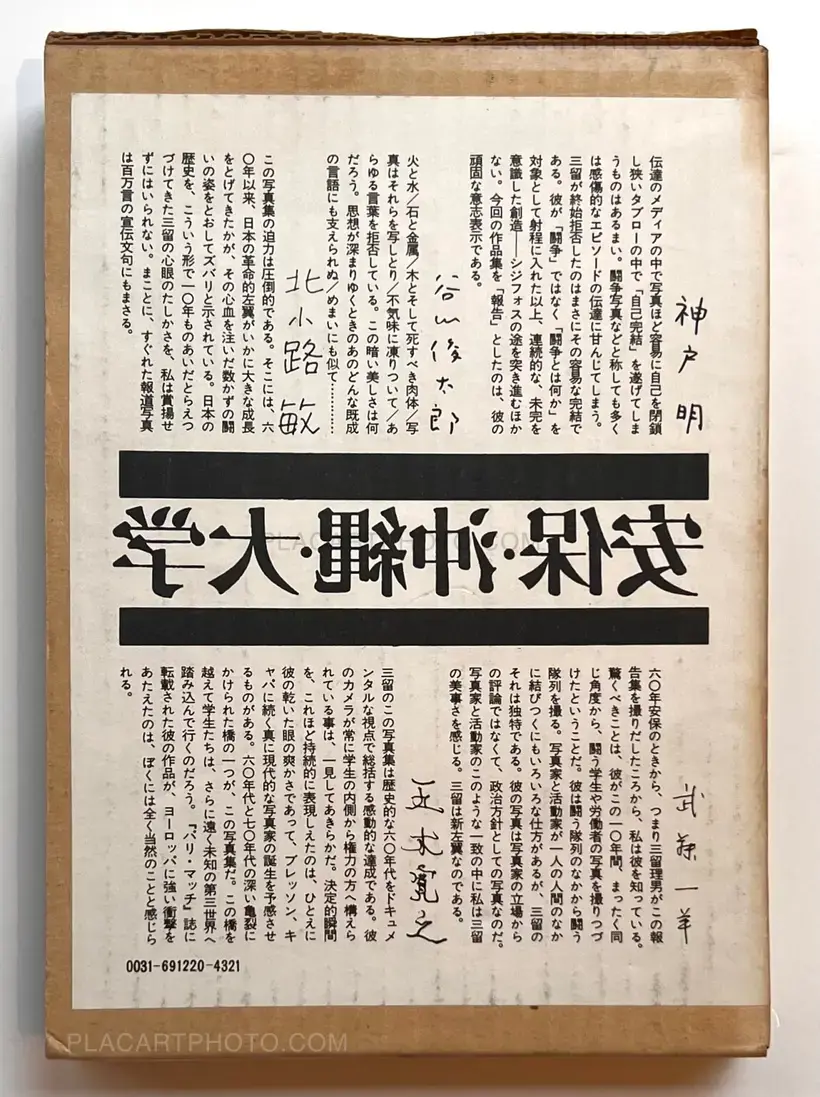 神戸明
伝達のメディアの中で写真ほど容易に自己を閉鎖
し狭いタブローの中で「自己完結」を遂げてしま
うものはあるまい。闘争写真などと称しても多く
は感傷的なエピソードの伝達に甘んじてしまう。
三留が終始拒否したのはまさにその容易な完結で
ある。彼が「闘争」ではなく「闘争とは何か」を
対象として射程に入れた以上、連続的な、未完を
意識した創造——シジフォスの途を突き進むほか
ない。今回の作品集を「報告」としたのは、彼の
頑固な意志表示である。
谷川俊太郎
火と水／石と金属／木とそして死すべき肉体／写
真はそれらを写しとり／不気味に凍りついて／あ
らゆる言葉を拒否している。この暗い美しさは何
だろう。思想が深まりゆくときのあのどんな既成
の言語にも支えられぬ／めまいにも似て…………
北小路敏
この写真集の迫力は圧倒的である。そこには、六
〇年以来、日本の革命的左翼がいかに大きな成長
をとげてきたかが、その心血を注いだ数かずの闘
いの姿をとおしてズバリと示されている。日本の
歴史を、こういう形で一〇年ものあいだとらえつ
づけてきた三留の心眼のたしかさを、私は賞揚せ
ずにはいられない。まことに、すぐれた報道写真
は百万言の宣伝文句にもまさる。
安保・沖縄・大学
武藤一羊
六〇年安保のときから、つまり三留理男がこの報
告集を撮りだしたころから、私は彼を知っている。
驚くべきことは、彼がこの一〇年間、まったく同
じ角度から、闘う学生や労働者の写真を撮りつづ
けたということだ。彼は闘う隊列のなかから闘う
隊列を撮る。写真家と活動家が一人の人間のなか
に結びつくにもいろいろな仕方があるが、三留の
それは独特である。彼の写真は写真家の立場から
の評論ではなくて、政治方針としての写真なのだ。
写真家と活動家のこのような一致の中に私は三留
の美事さを感じる。三留は新左翼なのである。
五木寛之
三留のこの写真集は歴史的な六〇年代をドキュメ
ンタルな視点で総括する感動的な達成である。彼
のカメラが常に学生の内側から権力の方へ構えら
れている事は、一見してあきらかだ。決定的瞬間
を、これほど持続的に表現しえたのは、ひとえに
彼の乾いた眼の爽かさであって、ブレッソン、キ
ャパに続く真に現代的な写真家の誕生を予感させ
るものがある。六〇年代と七〇年代の深い亀裂に
かけられた橋の一つが、この写真集だ。この橋を
越えて学生たちは、さらに遠く未知の第三世界へ
踏み込んで行くのだろう。『パリ・マッチ』誌に
転載された彼の作品が、ヨーロッパに強い衝撃を
あたえたのは、ぼくには全く当然のことと感じら
れる。
0031-691220-4321
PLACARTPHOTO.COM
PLACARTPHOTO.COM
PLACARTPHOTO.COM